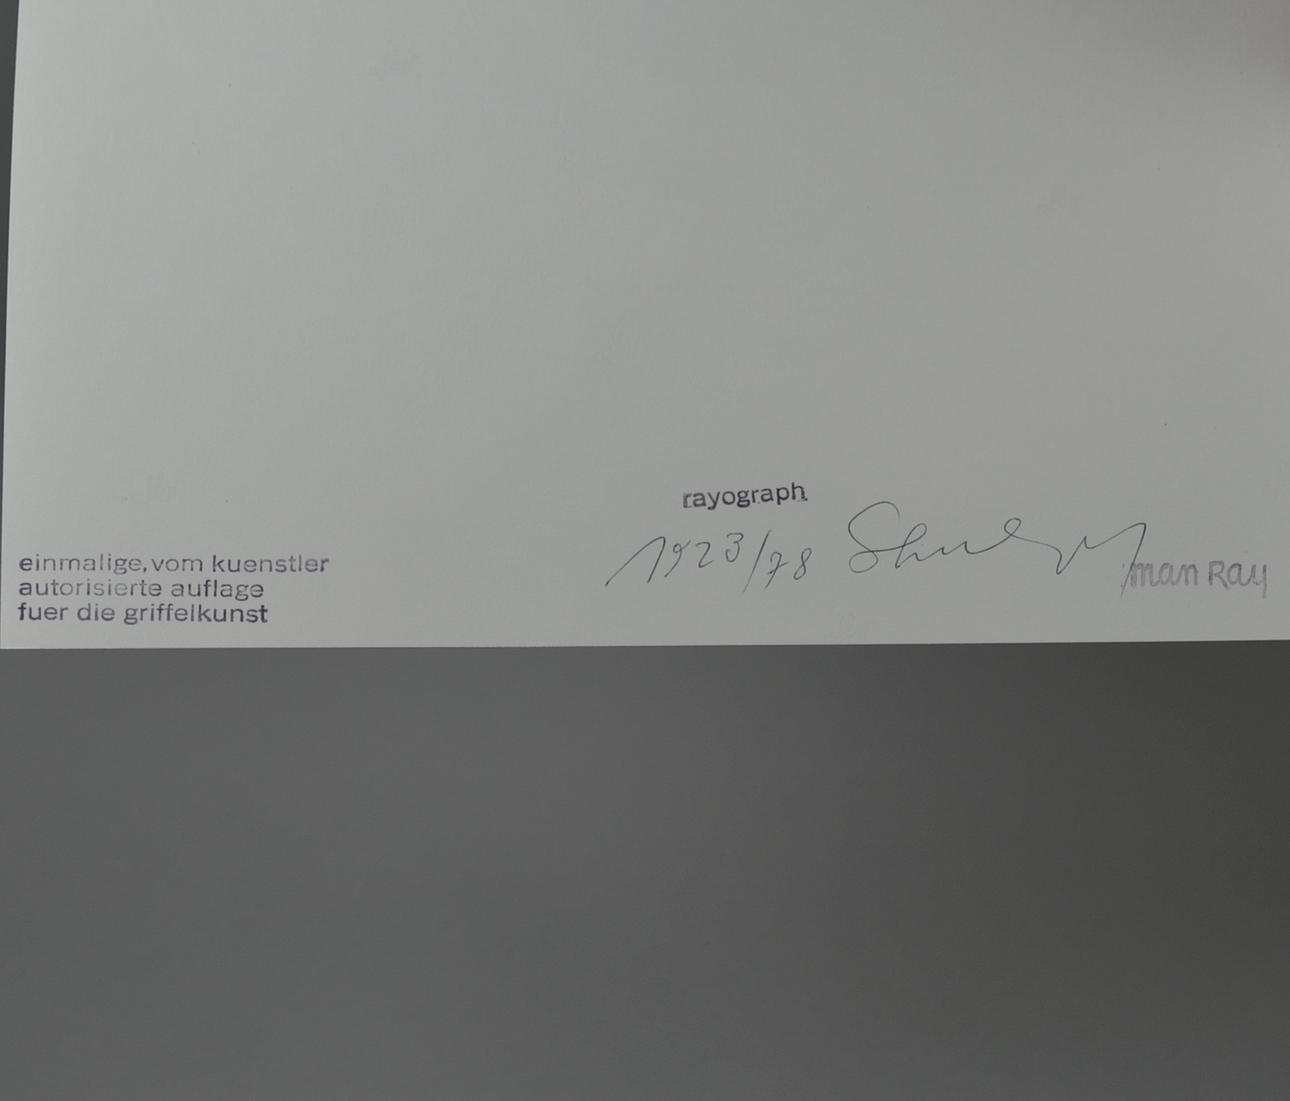 rayograph
1923/78
man Ray
einmalige, vom kuenstler
autorisierte auflage
fuer die griffelkunst